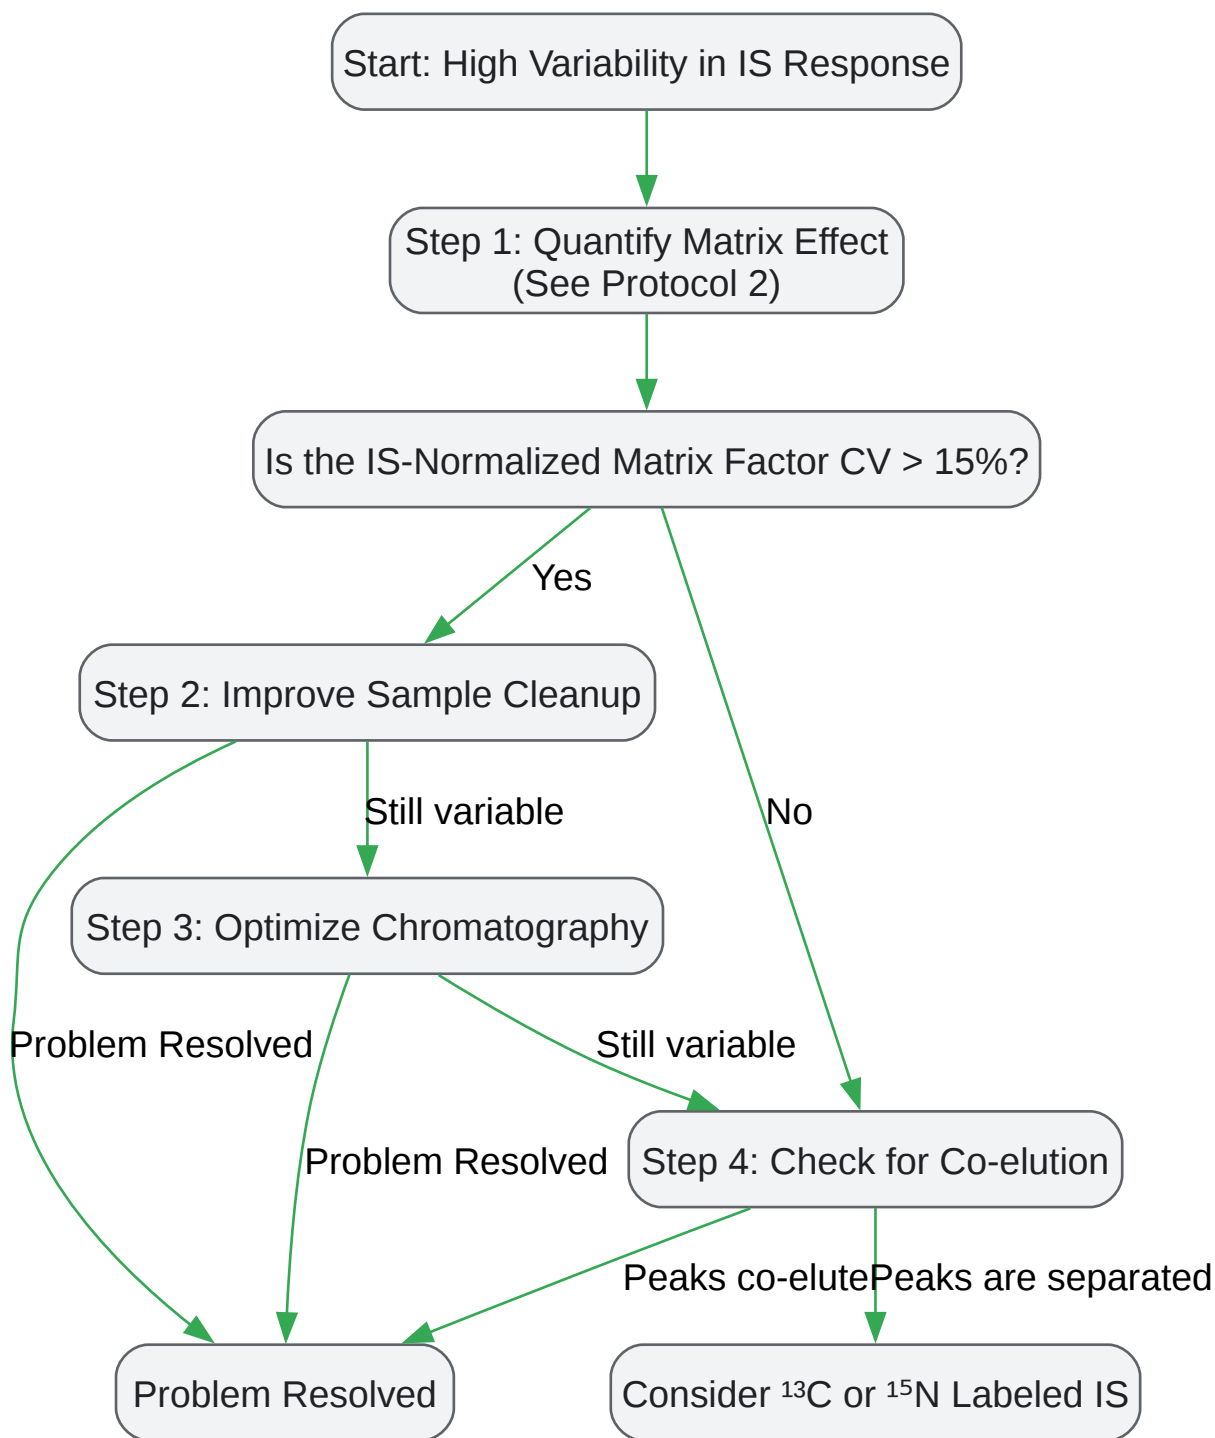 Start: High Variability in IS Response
Step 1: Quantify Matrix Effect
(See Protocol 2)
Is the IS-Normalized Matrix Factor CV > 15%?
Yes
Step 2: Improve Sample Cleanup
Still variable
No
Step 3: Optimize Chromatography
Problem Resolved
Still variable
Problem Resolved
Step 4: Check for Co-elution
Peaks co-elute
Peaks are separated
Problem Resolved
Consider ¹³C or ¹⁵N Labeled IS